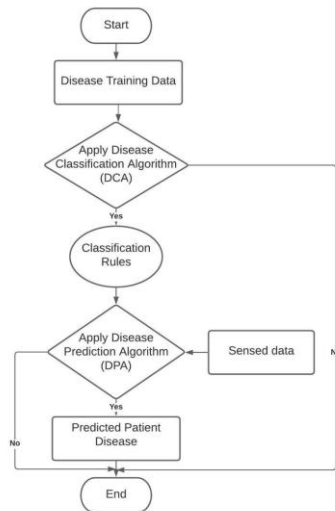 Start
Disease Training Data
Apply Disease
Classification Algorithm
(DCA)
Yes
Classification
Rules
Apply Disease
Prediction Algorithm
(DPA)
Sensed data
N
Yes
No
Predicted Patient
Disease
End